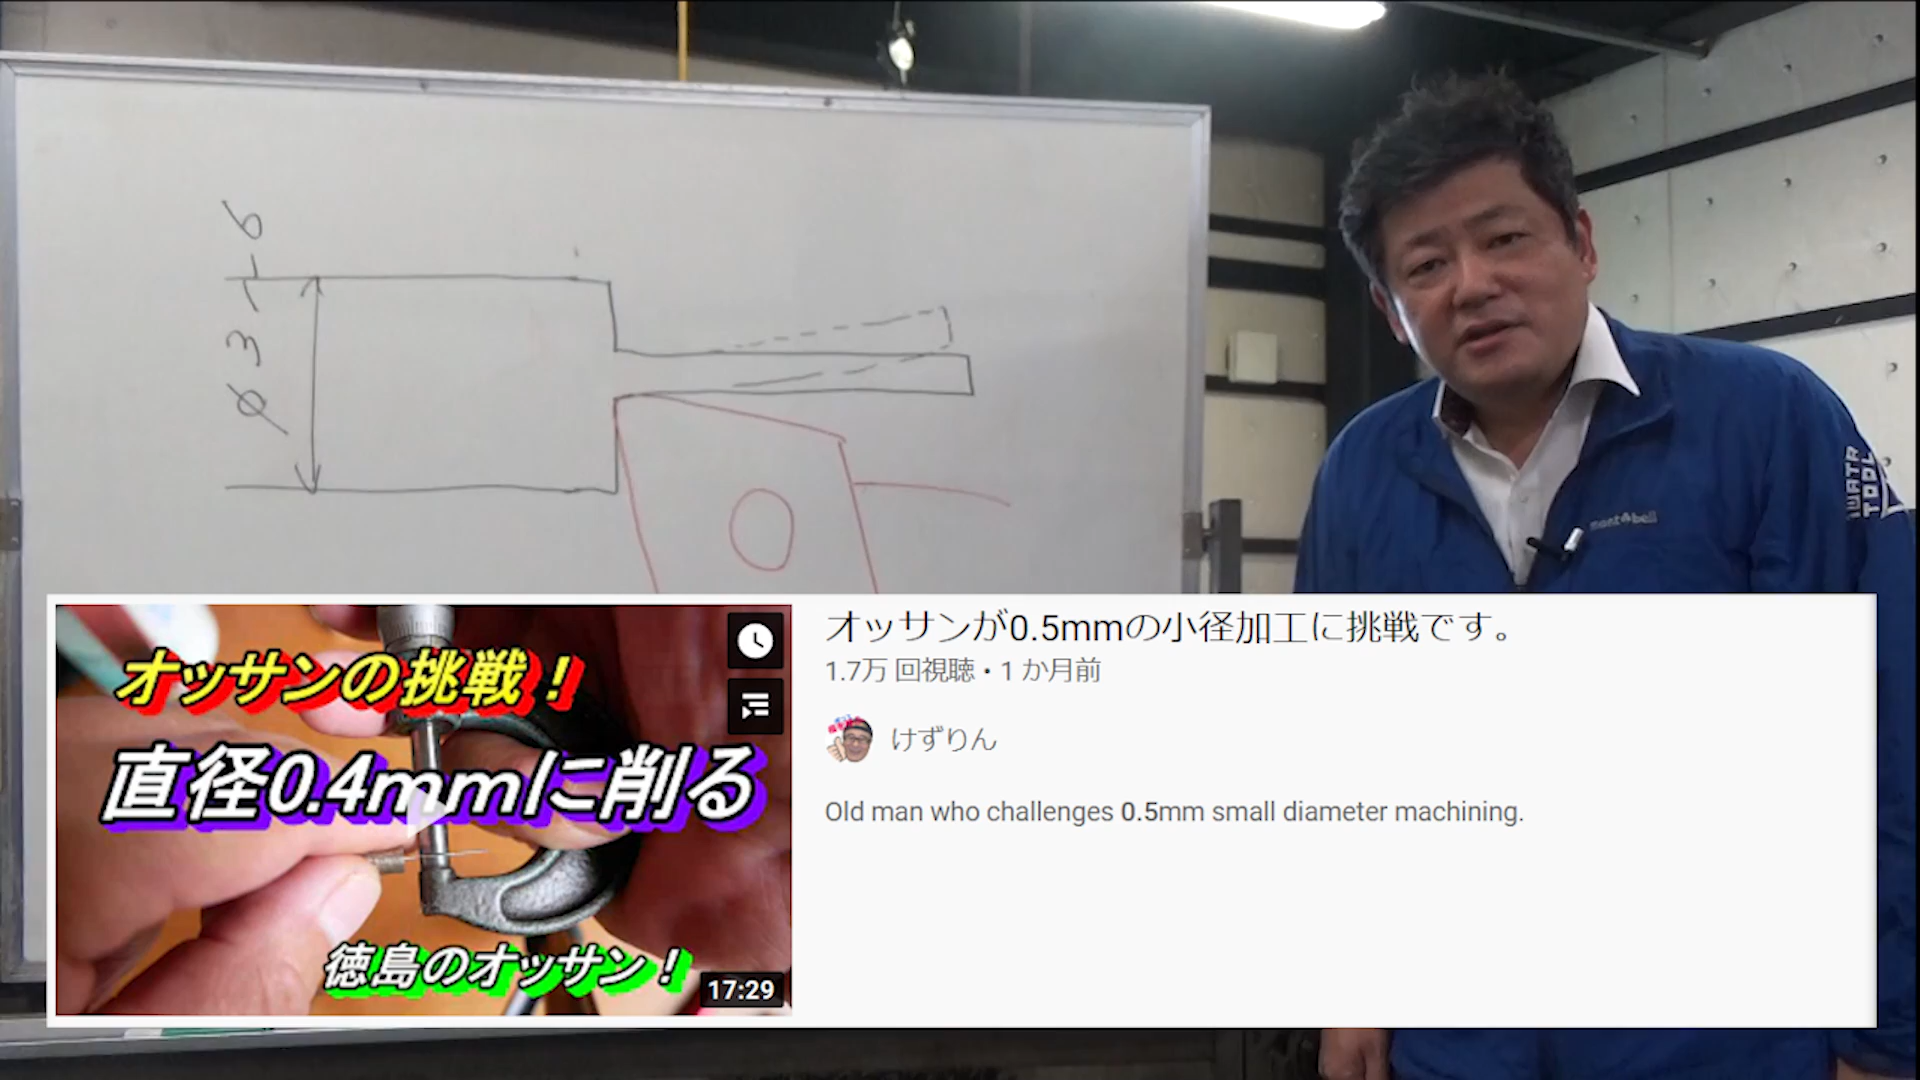 φ3~6
mont-bell
IWATA
TOOL
オッサンの挑戦！
直径0.4mmに削る
徳島のオッサン！
17:29
オッサンが0.5mmの小径加工に挑戦です。
1.7万 回視聴・1 か月前
けずりん
Old man who challenges 0.5mm small diameter machining.